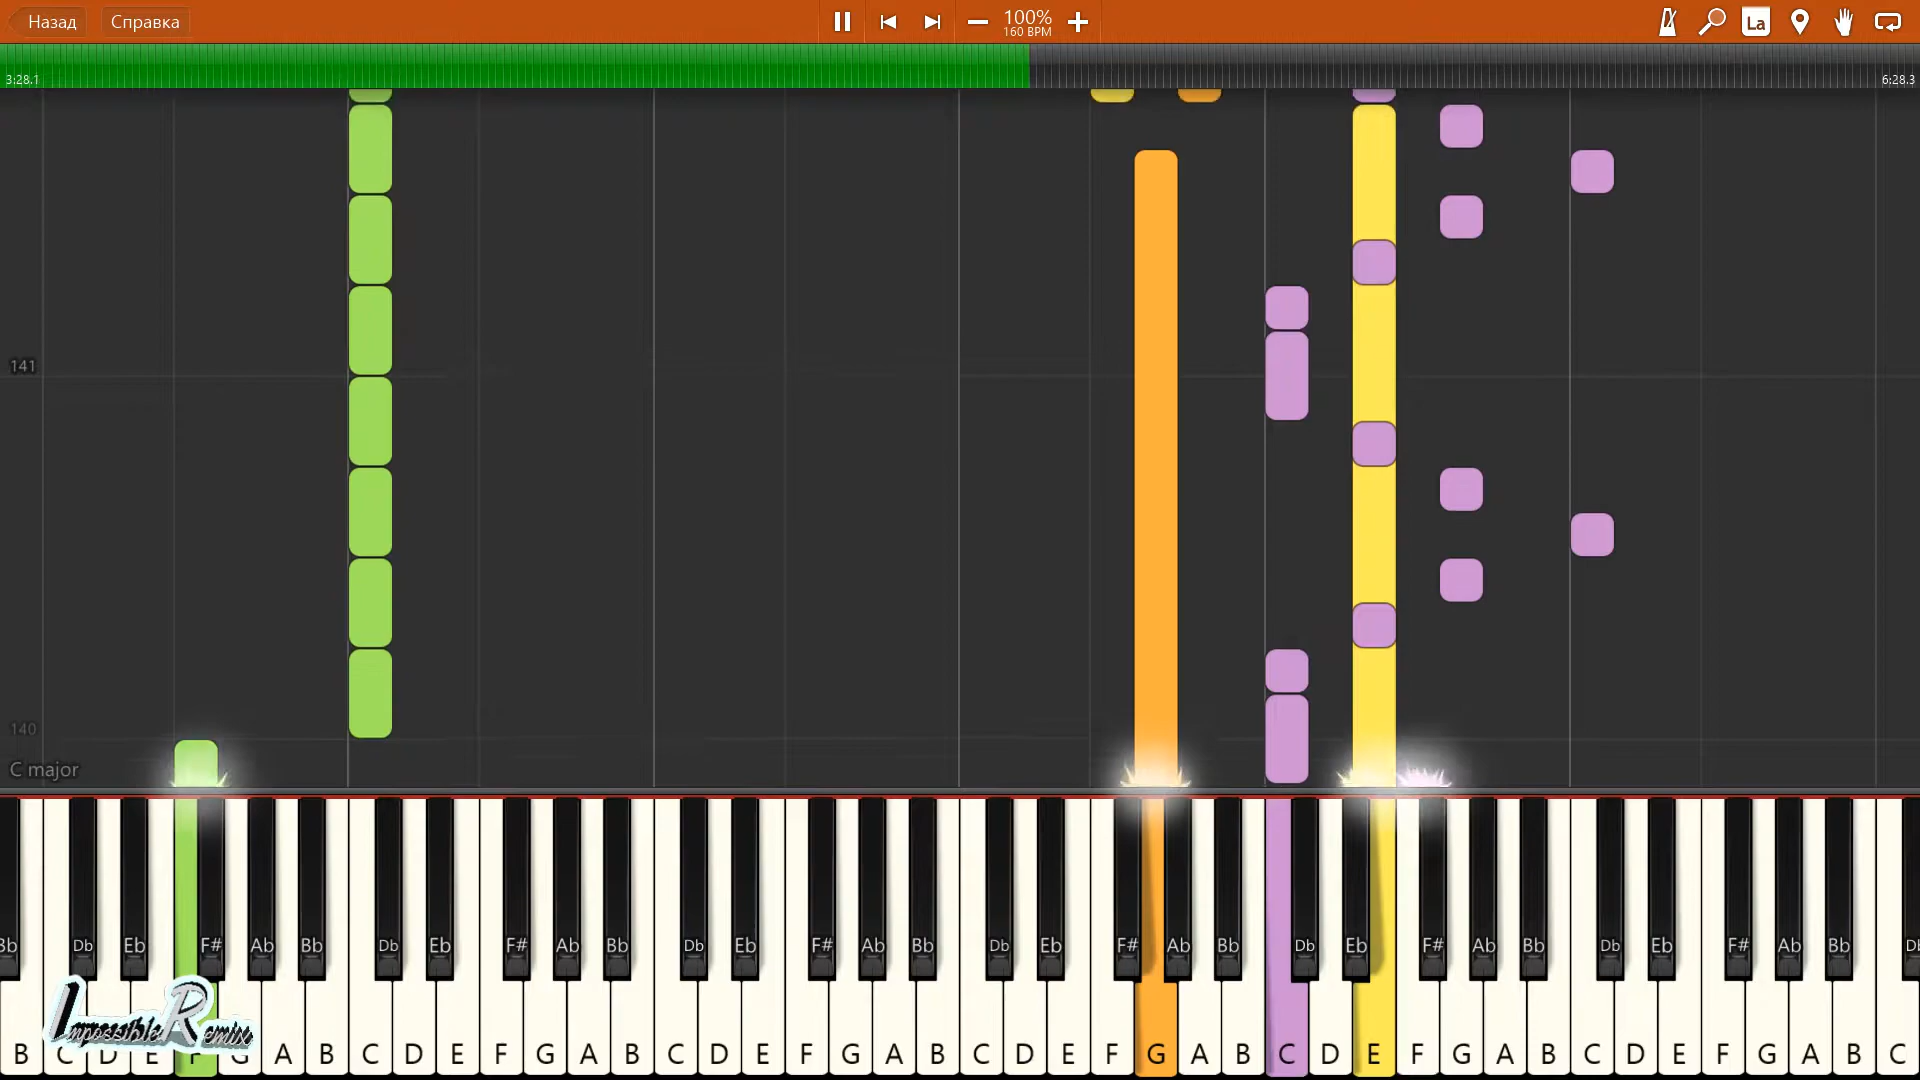 Назад Справка 100% La
160 BPM
3:28.1 6:28.3
141
140
C major
Bb Db Eb F# Ab Bb Db Eb F# Ab Bb Db Eb F# Ab Bb Db Eb F# Ab Bb Db Eb F# Ab Bb Db Eb F# Ab Bb
Impossible Remix
B C D E F G A B C D E F G A B C D E F G A B C D E F G A B C D E F G A B C D E F G A B C